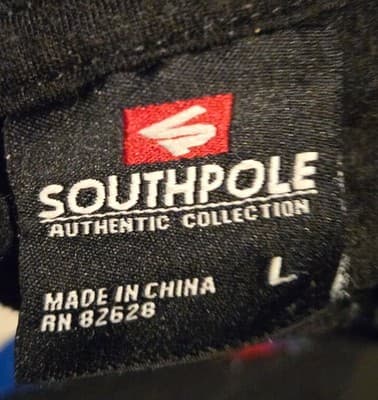 SOUTHPOLE
AUTHENTIC COLLECTION
L
MADE IN CHINA
RN 82628